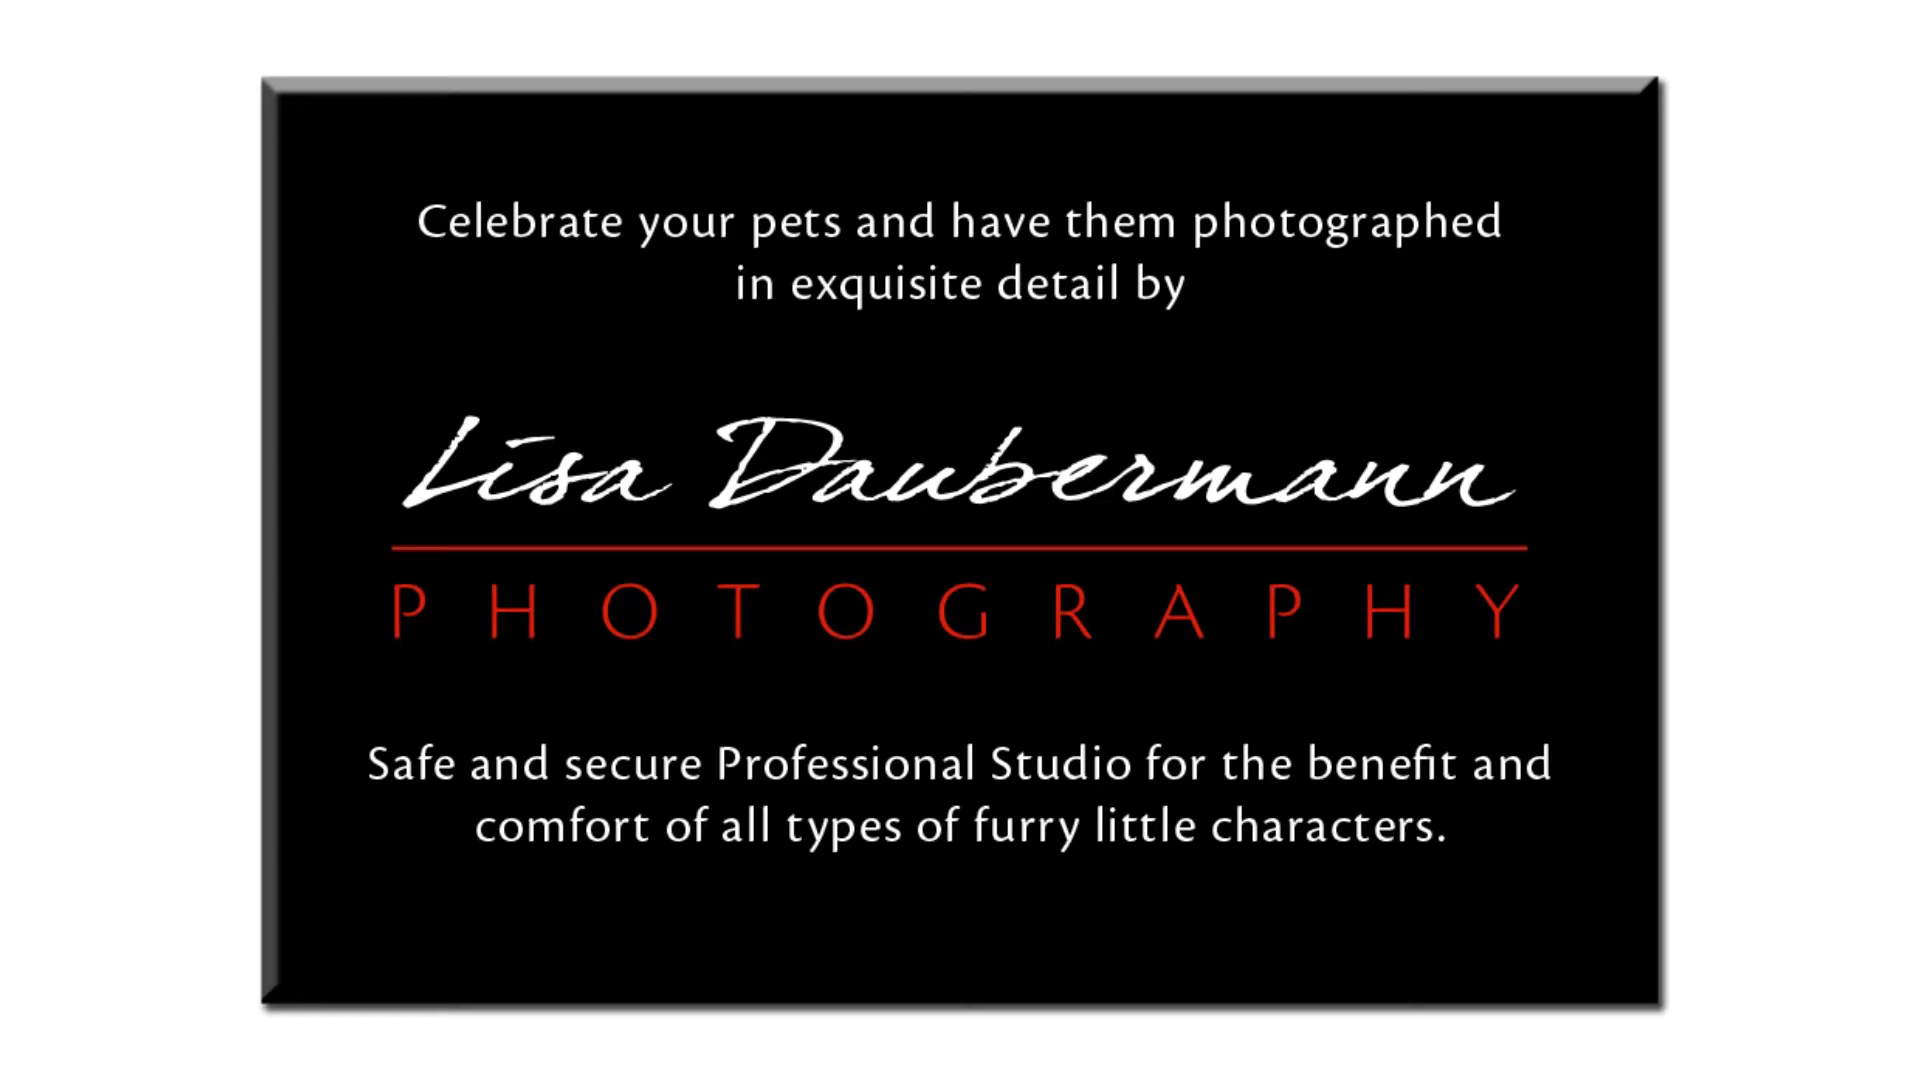 Celebrate your pets and have them photographed
in exquisite detail by
Lisa Daubermann
PHOTOGRAPHY
Safe and secure Professional Studio for the benefit and
comfort of all types of furry little characters.